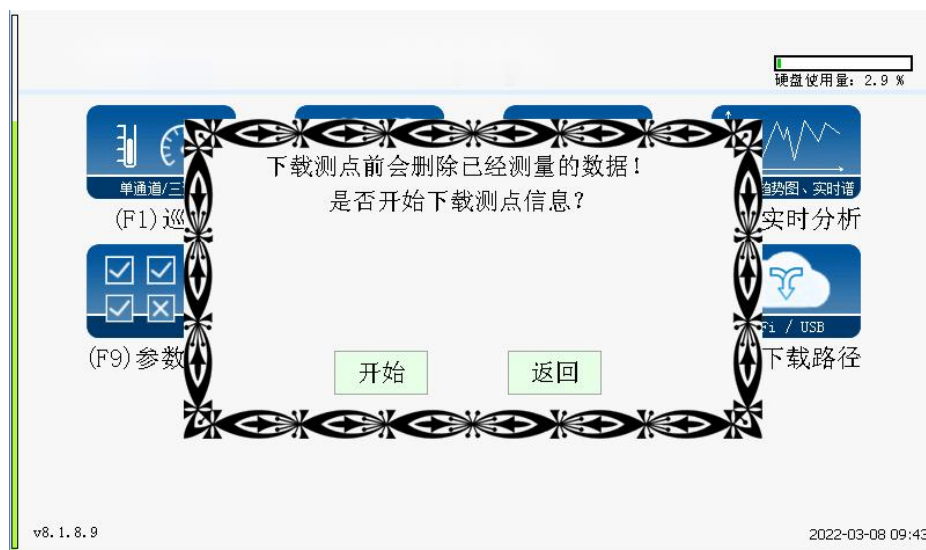 硬盘使用量: 2.9 %
下载测点前会删除已经测量的数据!
是否开始下载测点信息?
单通道/三
趋势图、实时谱
(F1)巡
实时分析
Fi / USB
(F9)参数
下载路径
开始
返回
v8.1.8.9
2022-03-08 09:43